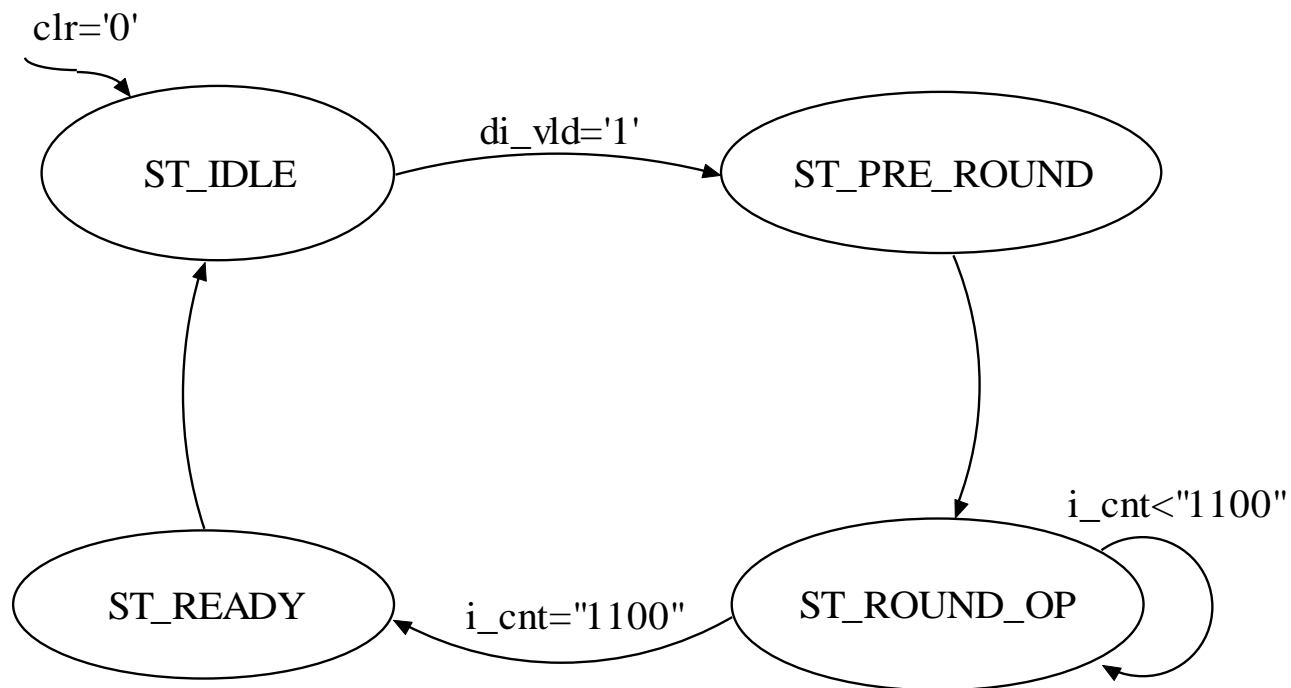 clr='0'
ST_IDLE
di_vld='1'
ST_PRE_ROUND
i_cnt<"1100"
ST_READY
i_cnt="1100"
ST_ROUND_OP